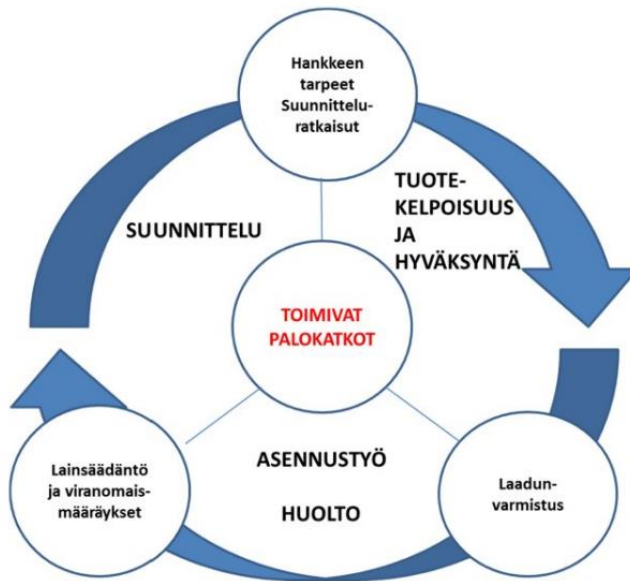 Hankkeen
tarpeet
Suunnittelu-
ratkaisut
SUUNNITTELU
TUOTE-
KELPOISUUS
JA
HYVÄKSYNTÄ
TOIMIVAT
PALOKATKOT
Lainsäädäntö
ja viranomais-
määräykset
ASENNUSTYÖ
HUOLTO
Laadun-
varmistus